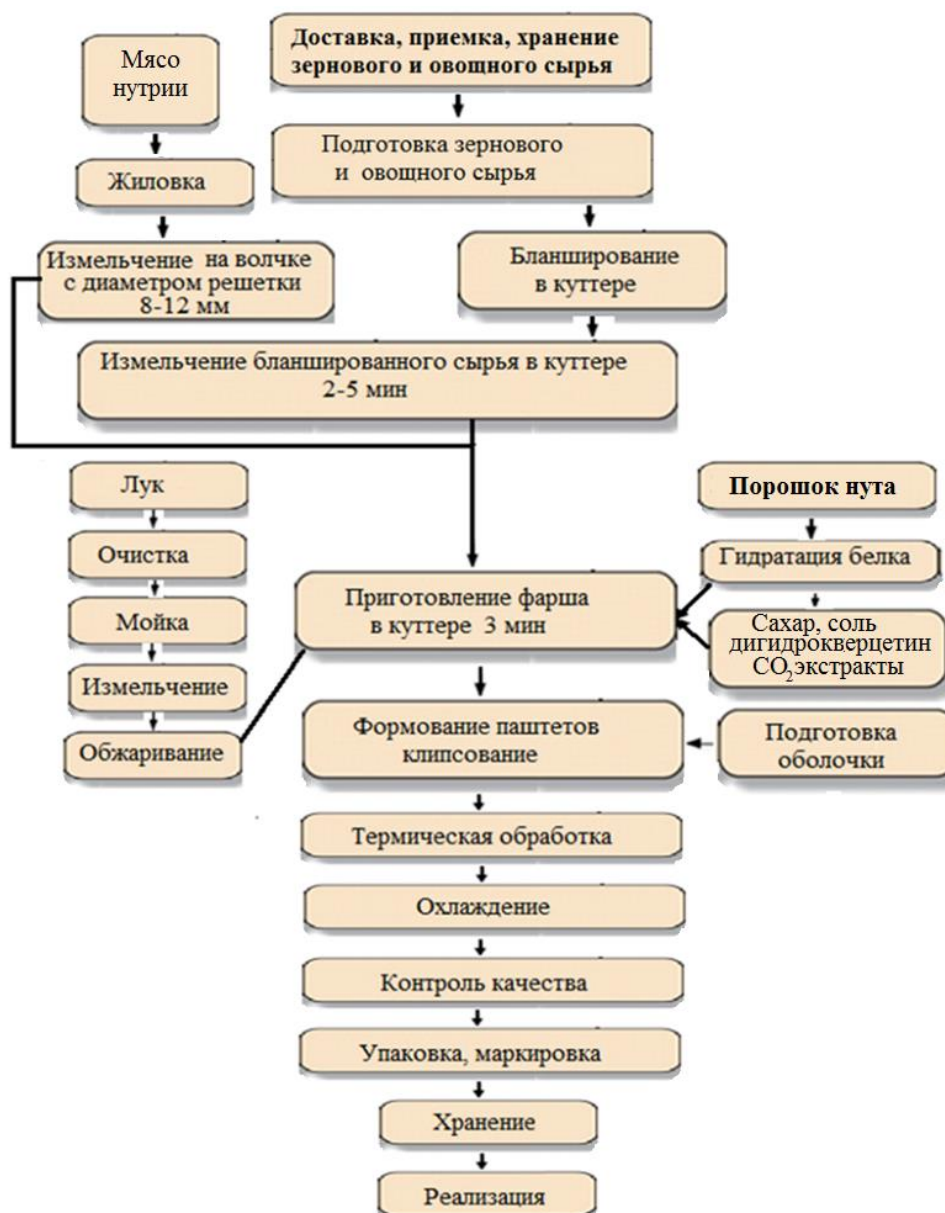 Мясо
нутрии
Доставка, приемка, хранение
зернового и овощного сырья
Подготовка зернового
и овощного сырья
Жиловка
Измельчение на волчке
с диаметром решетки
8-12 мм
Бланширование
в куттере
Измельчение бланшированного сырья в куттере
2-5 мин
Лук
Очистка
Мойка
Измельчение
Обжаривание
Порошок нута
Гидратация белка
Сахар, соль
дигидрокверцетин
CO₂экстракты
Приготовление фарша
в куттере 3 мин
Формование паштетов
клипсование
Подготовка
оболочки
Термическая обработка
Охлаждение
Контроль качества
Упаковка, маркировка
Хранение
Реализация